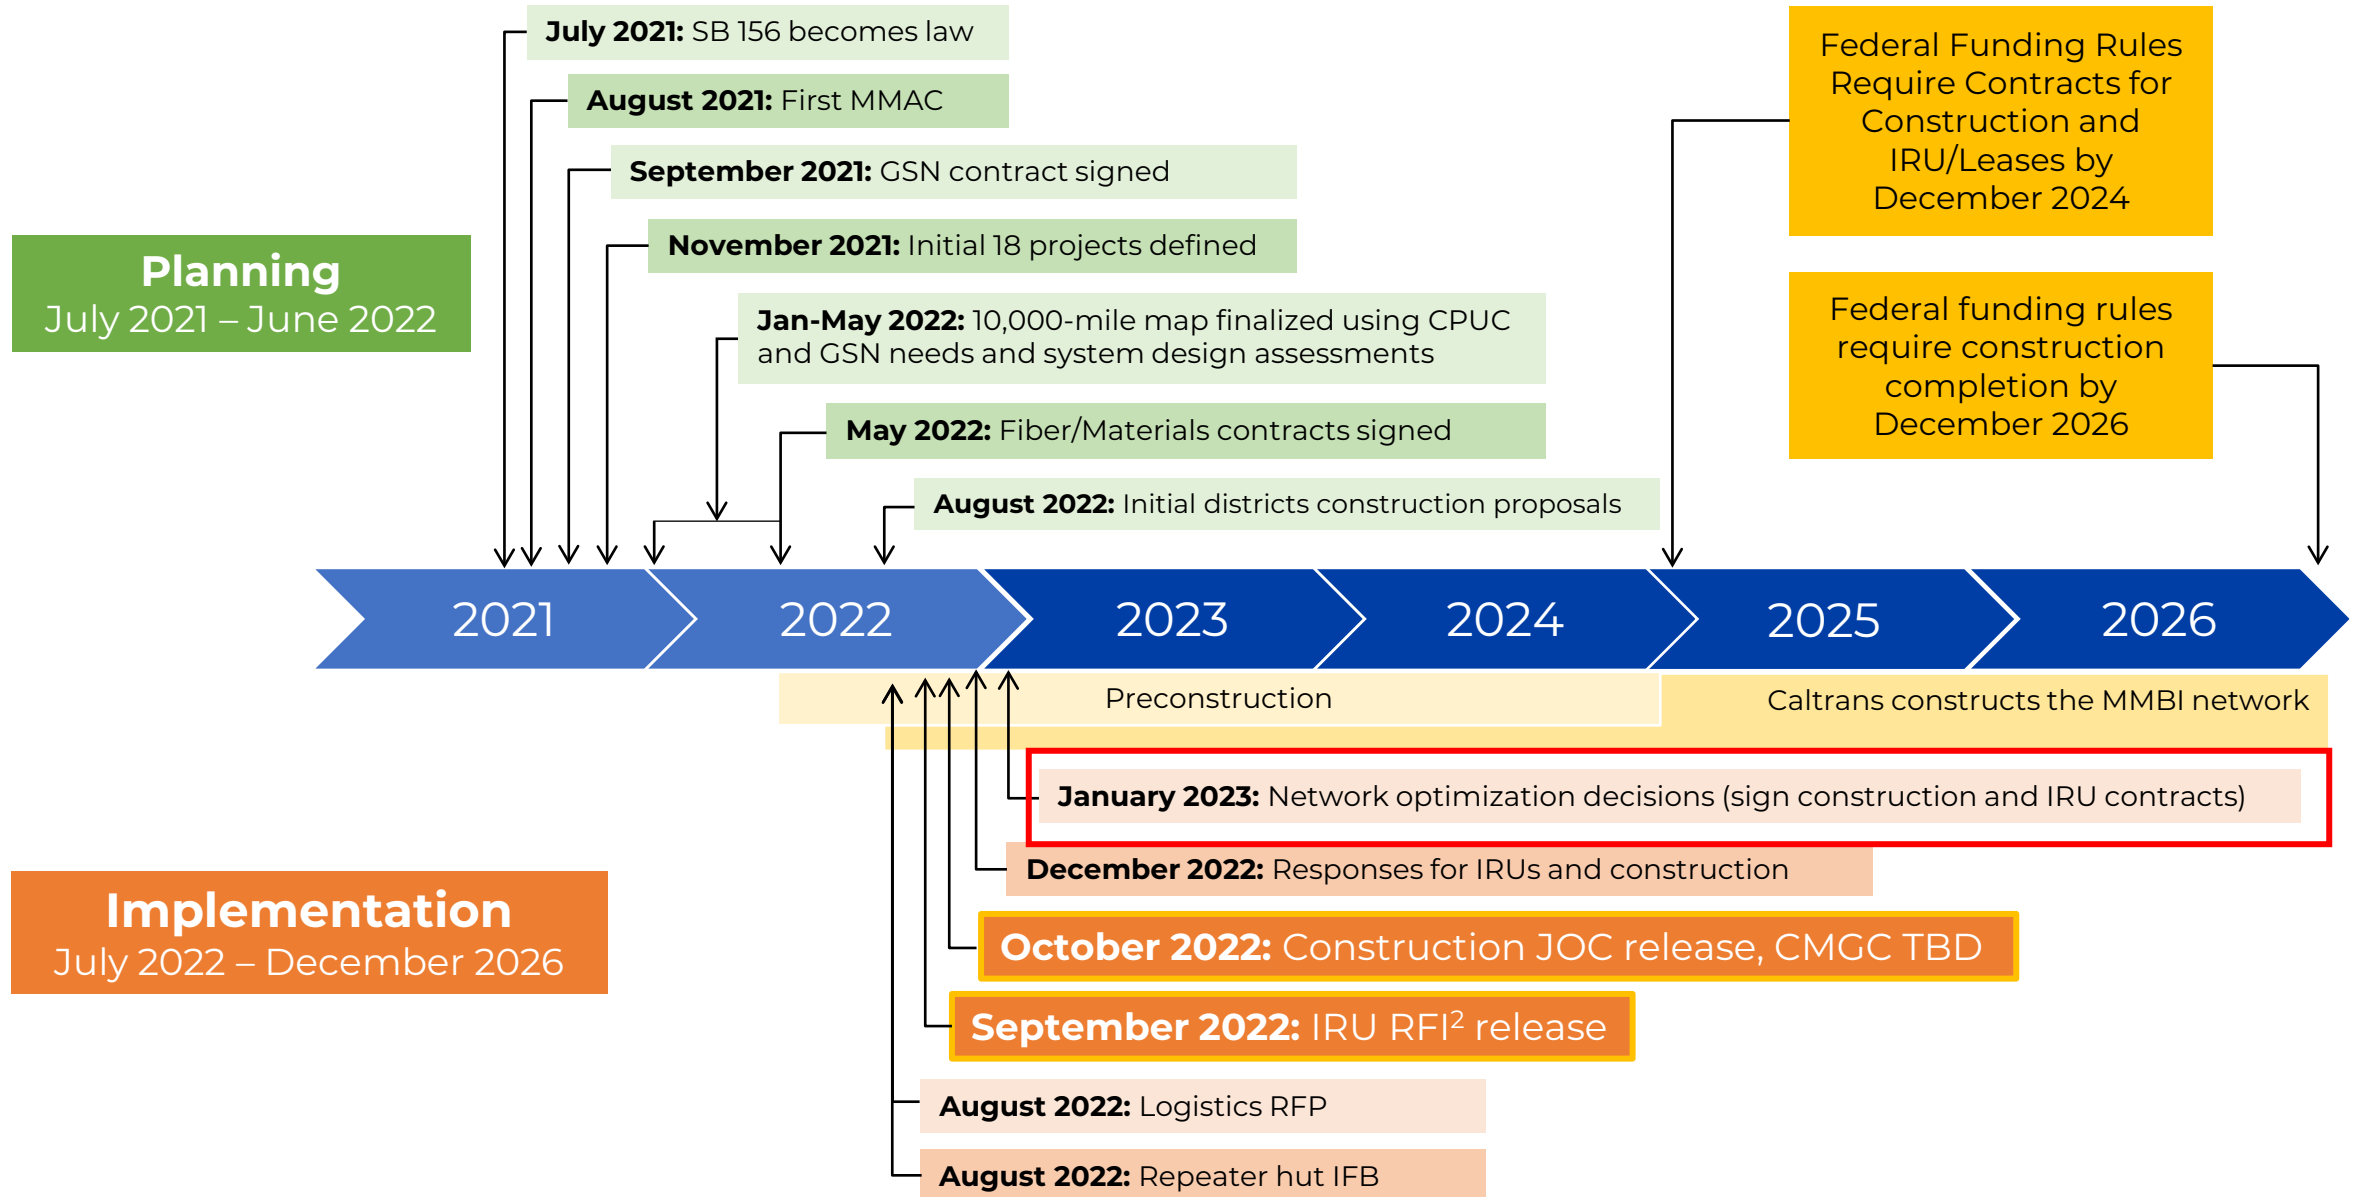 July 2021: SB 156 becomes law
August 2021: First MMAC
September 2021: GSN contract signed
November 2021: Initial 18 projects defined
Jan-May 2022: 10,000-mile map finalized using CPUC
and GSN needs and system design assessments
May 2022: Fiber/Materials contracts signed
August 2022: Initial districts construction proposals
Planning
July 2021 – June 2022
Federal Funding Rules
Require Contracts for
Construction and
IRU/Leases by
December 2024
Federal funding rules
require construction
completion by
December 2026
2021
2022
2023
2024
2025
2026
Preconstruction
Caltrans constructs the MMBI network
January 2023: Network optimization decisions (sign construction and IRU contracts)
December 2022: Responses for IRUs and construction
October 2022: Construction JOC release, CMGC TBD
September 2022: IRU RFI² release
August 2022: Logistics RFP
August 2022: Repeater hut IFB
Implementation
July 2022 – December 2026